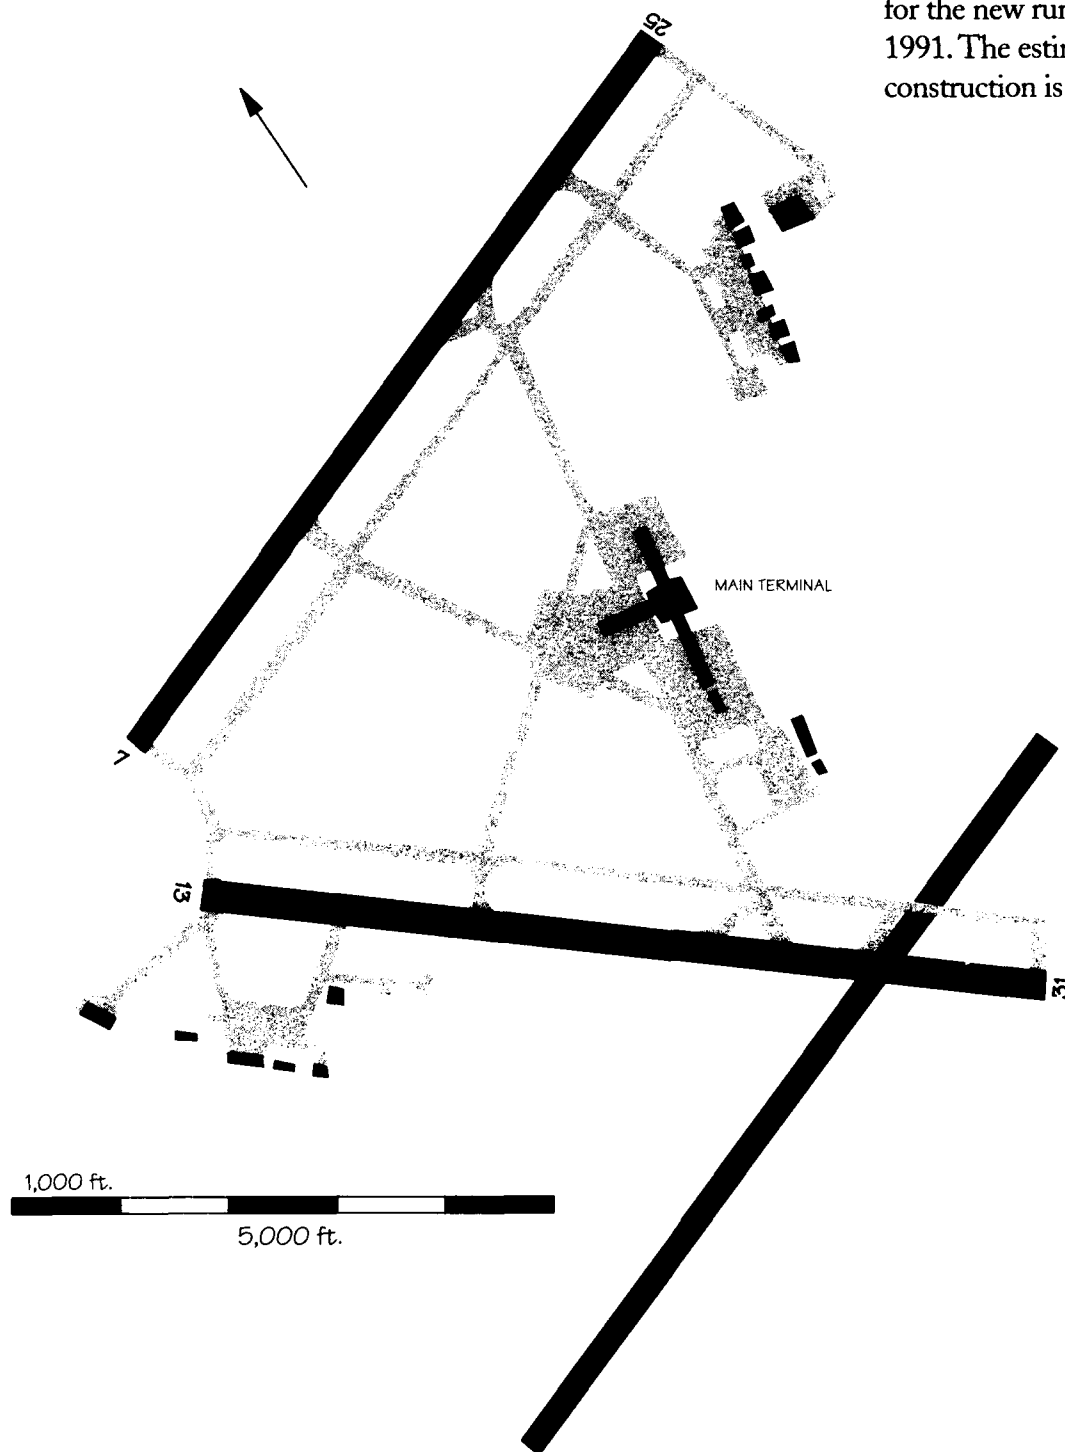 for the new run
1991. The estir
construction is
25
MAIN TERMINAL
7
13
31
1,000 ft.
5,000 ft.